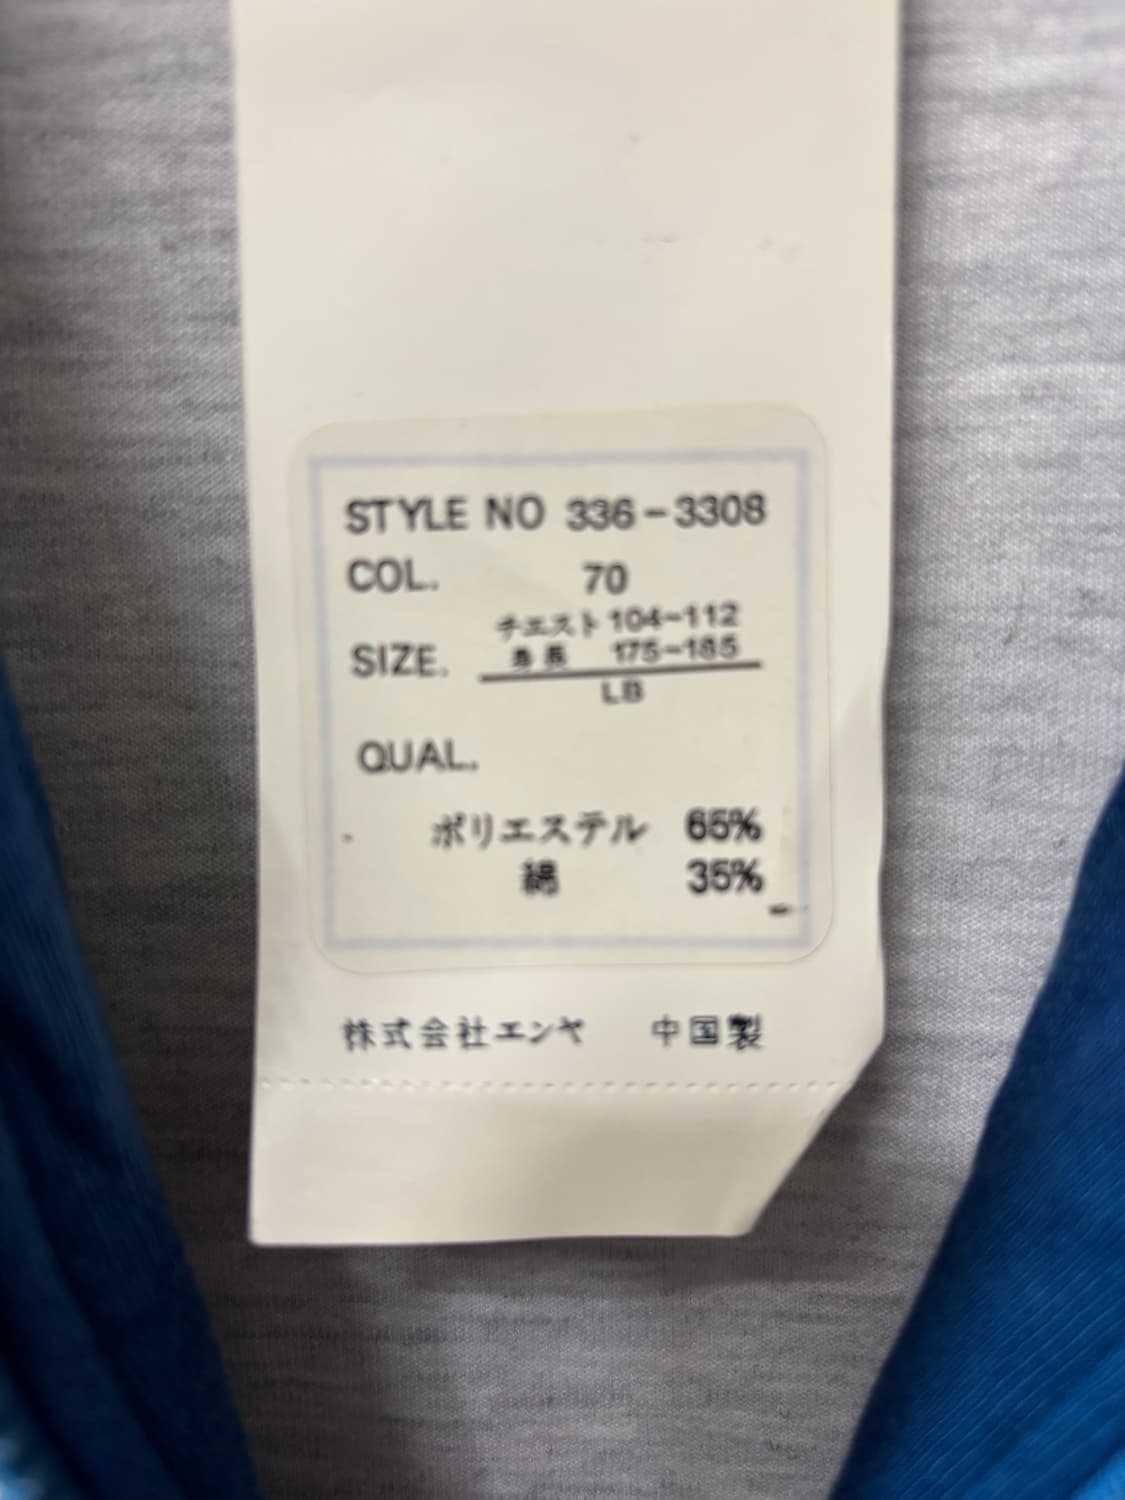 STYLE NO 336-3308
COL. 70
チエスト 104-112
SIZE. 身長 175-185
LB
QUAL.
ポリエステル 65%
綿 35%
株式会社エンヤ 中国製